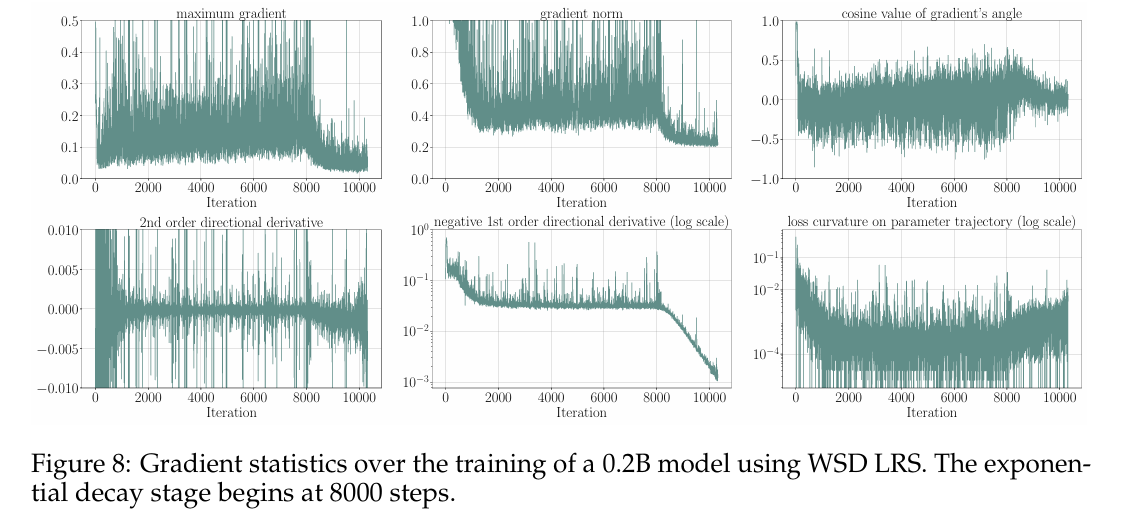 maximum gradient
0.5
0.4
0.3
0.2
0.1
0.0
0 2000 4000 6000 8000 10000
Iteration
gradient norm
1.0
0.8
0.6
0.4
0.2
0.0
0 2000 4000 6000 8000 10000
Iteration
cosine value of gradient's angle
1.0
0.5
0.0
−0.5
−1.0
0 2000 4000 6000 8000 10000
Iteration
2nd order directional derivative
0.010
0.005
0.000
−0.005
−0.010
0 2000 4000 6000 8000 10000
Iteration
negative 1st order directional derivative (log scale)
10⁰
10⁻¹
10⁻²
10⁻³
0 2000 4000 6000 8000 10000
Iteration
loss curvature on parameter trajectory (log scale)
10⁻¹
10⁻²
10⁻⁴
0 2000 4000 6000 8000 10000
Iteration
Figure 8: Gradient statistics over the training of a 0.2B model using WSD LRS. The exponen-
tial decay stage begins at 8000 steps.